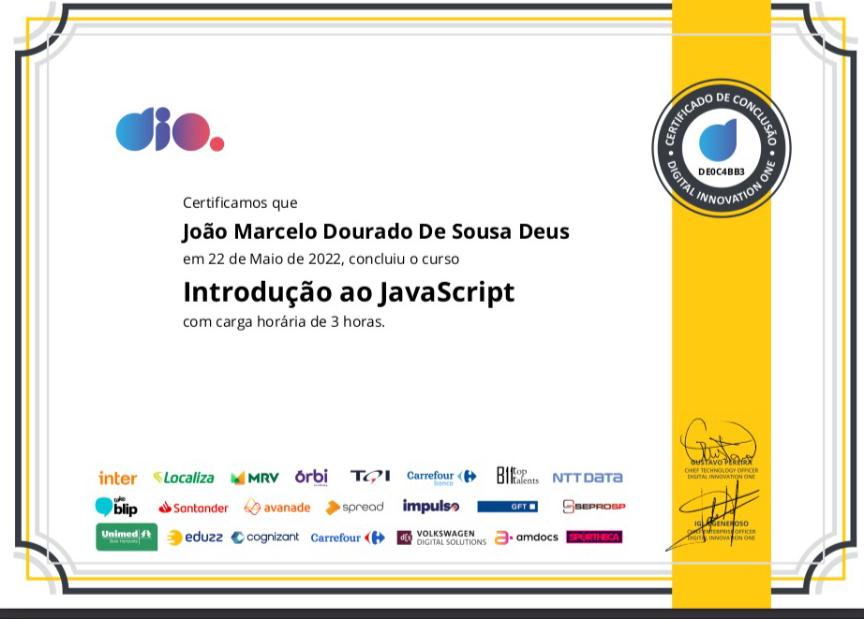 dio.
CERTIFICADO DE CONCLUSÃO
DE0C4BB3
DIGITAL INNOVATION ONE
Certificamos que
João Marcelo Dourado De Sousa Deus
em 22 de Maio de 2022, concluiu o curso
Introdução ao JavaScript
com carga horária de 3 horas.
inter Localiza MRV örbi TQI Carrefour banco BIT top talents NTT DATA
take blip Santander avanade spread impulso GFT SEPROSP
Unimed eduzz cognizant Carrefour VOLKSWAGEN DIGITAL SOLUTIONS amdocs SPORTHECA
GUSTAVO PEREIRA
CHIEF TECHNOLOGY OFFICER
DIGITAL INNOVATION ONE
GENEROSO
CHIEF ENTERPRISE OFFICER
DIGITAL INNOVATION ONE